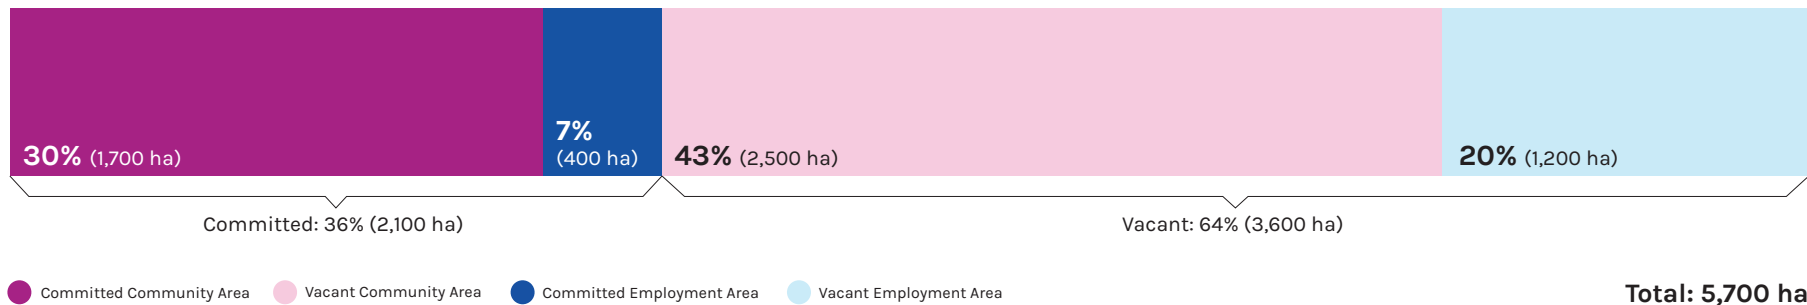 7%
30% (1,700 ha)
(400 ha)
43% (2,500 ha)
20% (1,200 ha)
Committed: 36% (2,100 ha)
Vacant: 64% (3,600 ha)
Committed Community Area
Vacant Community Area
Committed Employment Area
Vacant Employment Area
Total: 5,700 ha